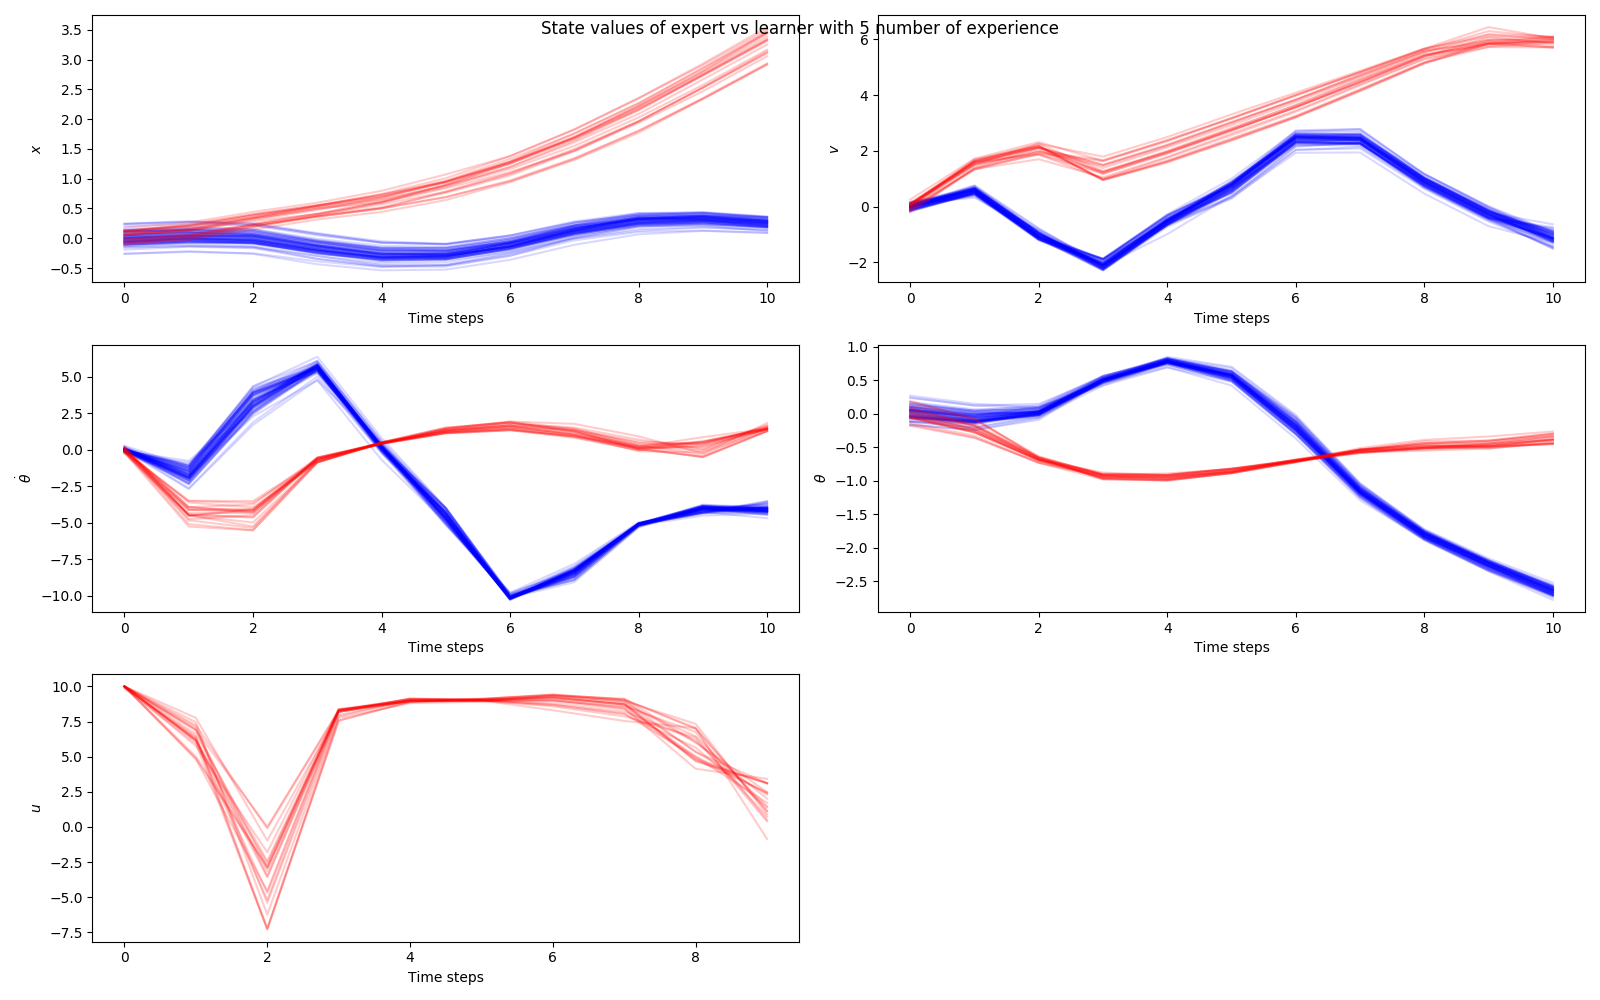 State values of expert vs learner with 5 number of experience
3.5
3.0
2.5
2.0
1.5
1.0
0.5
0.0
−0.5
x
0 2 4 6 8 10
Time steps
6
4
2
0
−2
v
0 2 4 6 8 10
Time steps
5.0
2.5
0.0
−2.5
−5.0
−7.5
−10.0
θ̇
0 2 4 6 8 10
Time steps
1.0
0.5
0.0
−0.5
−1.0
−1.5
−2.0
−2.5
θ
0 2 4 6 8 10
Time steps
10.0
7.5
5.0
2.5
0.0
−2.5
−5.0
−7.5
u
0 2 4 6 8
Time steps